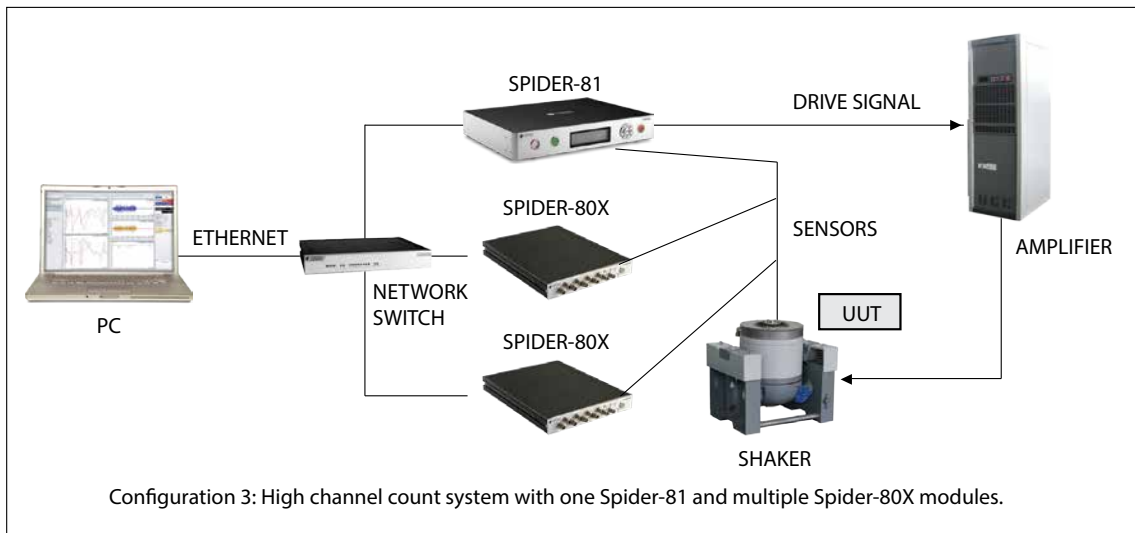 SPIDER-81
DRIVE SIGNAL
SPIDER-80X
ETHERNET
SENSORS
AMPLIFIER
NETWORK
SWITCH
PC
UUT
SPIDER-80X
SHAKER
Configuration 3: High channel count system with one Spider-81 and multiple Spider-80X modules.